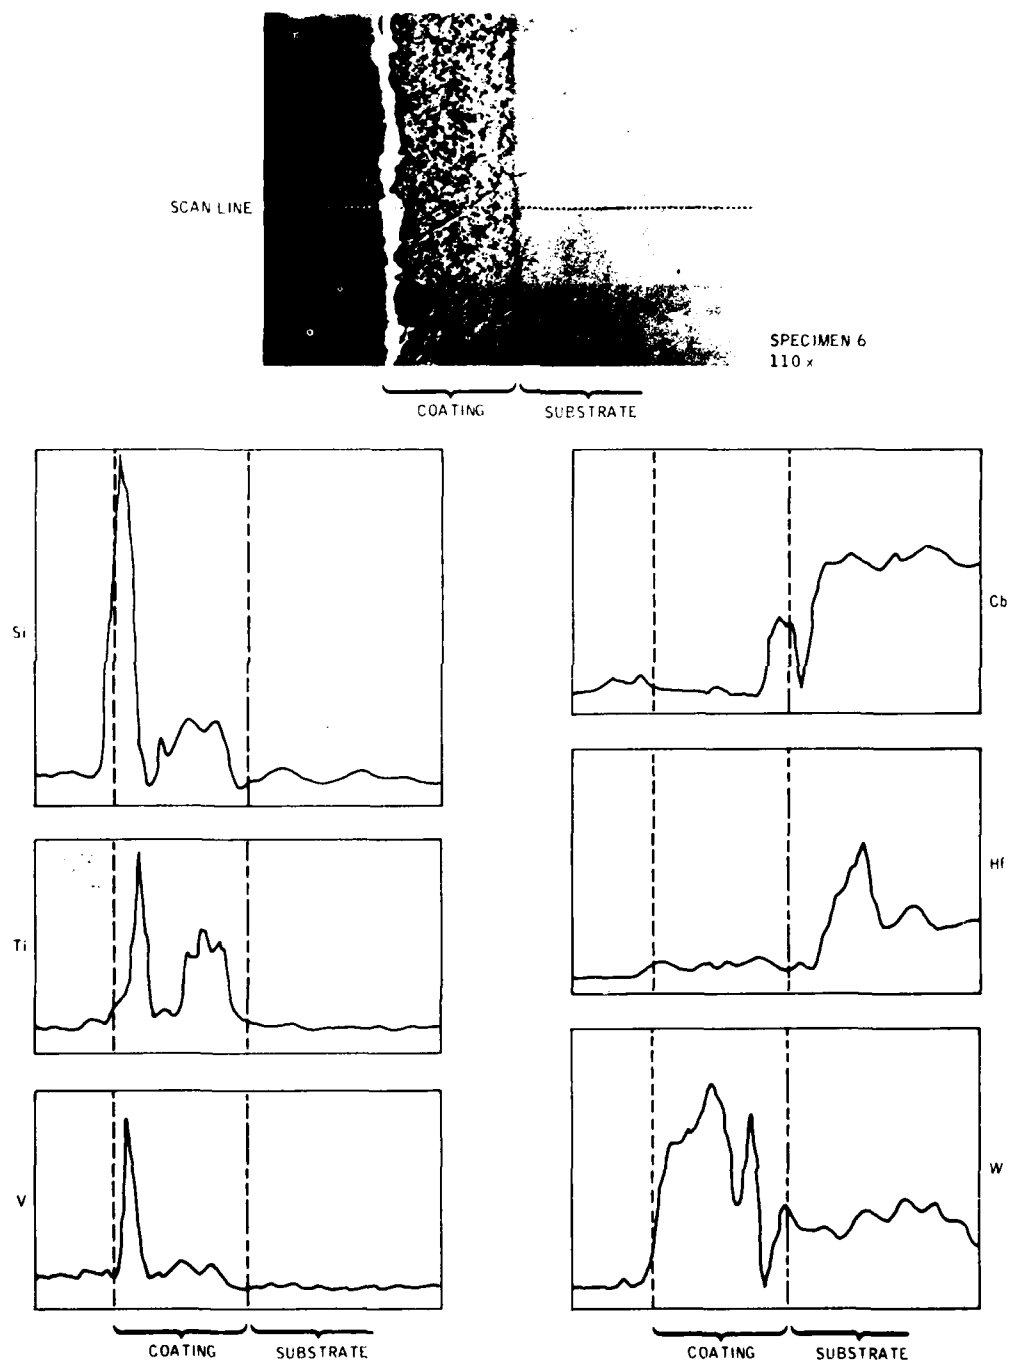 SCAN LINE
SPECIMEN 6
110 x
COATING SUBSTRATE
Si
Ti
V
COATING SUBSTRATE
Cb
Hf
W
COATING SUBSTRATE